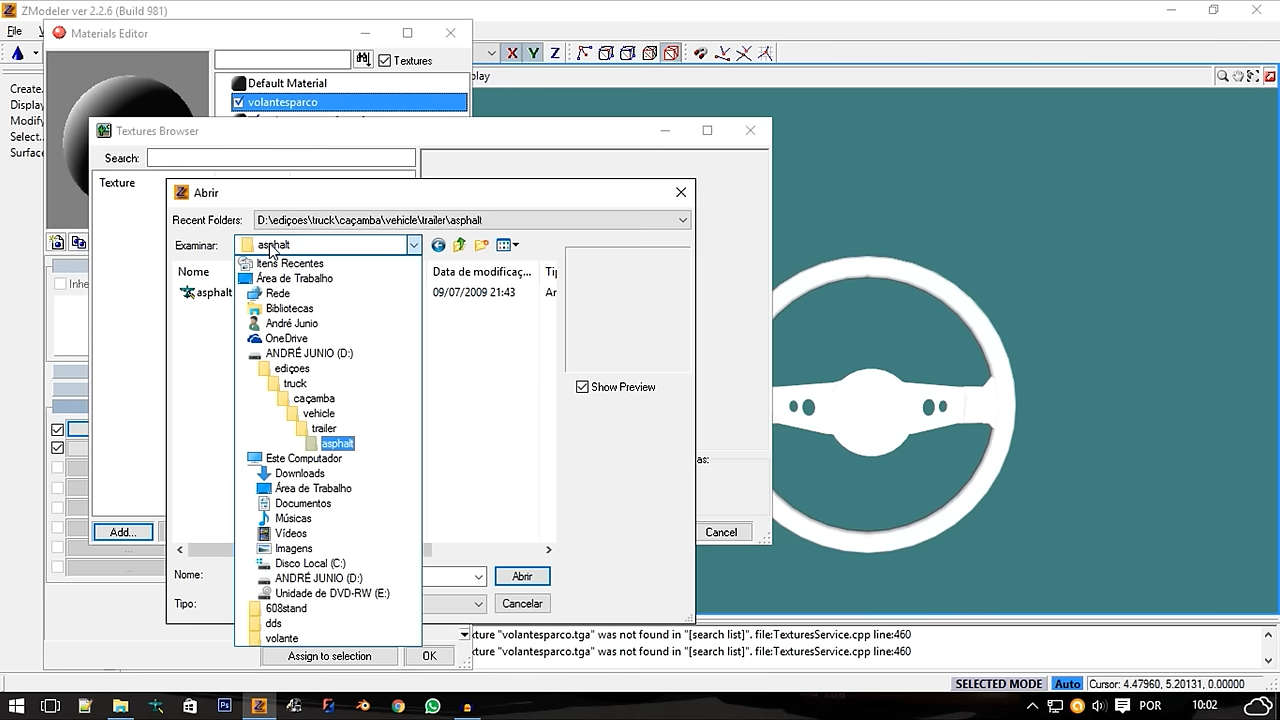 ZModeler ver 2.2.6 (Build 981)
File
Materials Editor
Textures
X
Y
Z
Default Material
volantesparco
play
Create.
Display
Modify
Select..
Surface
Textures Browser
Search:
Texture
Abrir
Recent Folders:
D:\ediçoes\truck\caçamba\vehicle\trailer\asphalt
Examinar:
asphalt
Nome
Data de modificaç...
asphalt
09/07/2009 21:43
Itens Recentes
Área de Trabalho
Rede
Bibliotecas
André Junio
OneDrive
ANDRÉ JUNIO (D:)
ediçoes
truck
caçamba
vehicle
trailer
asphalt
Este Computador
Downloads
Área de Trabalho
Documentos
Músicas
Vídeos
Imagens
Disco Local (C:)
ANDRÉ JUNIO (D:)
Unidade de DVD-RW (E:)
608stand
dds
volante
Show Preview
Inhe
as:
Add...
Cancel
Nome:
Abrir
Tipo:
Cancelar
xture "volantesparco.tga" was not found in "[search list]". file:TexturesService.cpp line:460
xture "volantesparco.tga" was not found in "[search list]". file:TexturesService.cpp line:460
Assign to selection
OK
SELECTED MODE
Auto
Cursor: 4.47960, 5.20131, 0.00000
POR
10:02